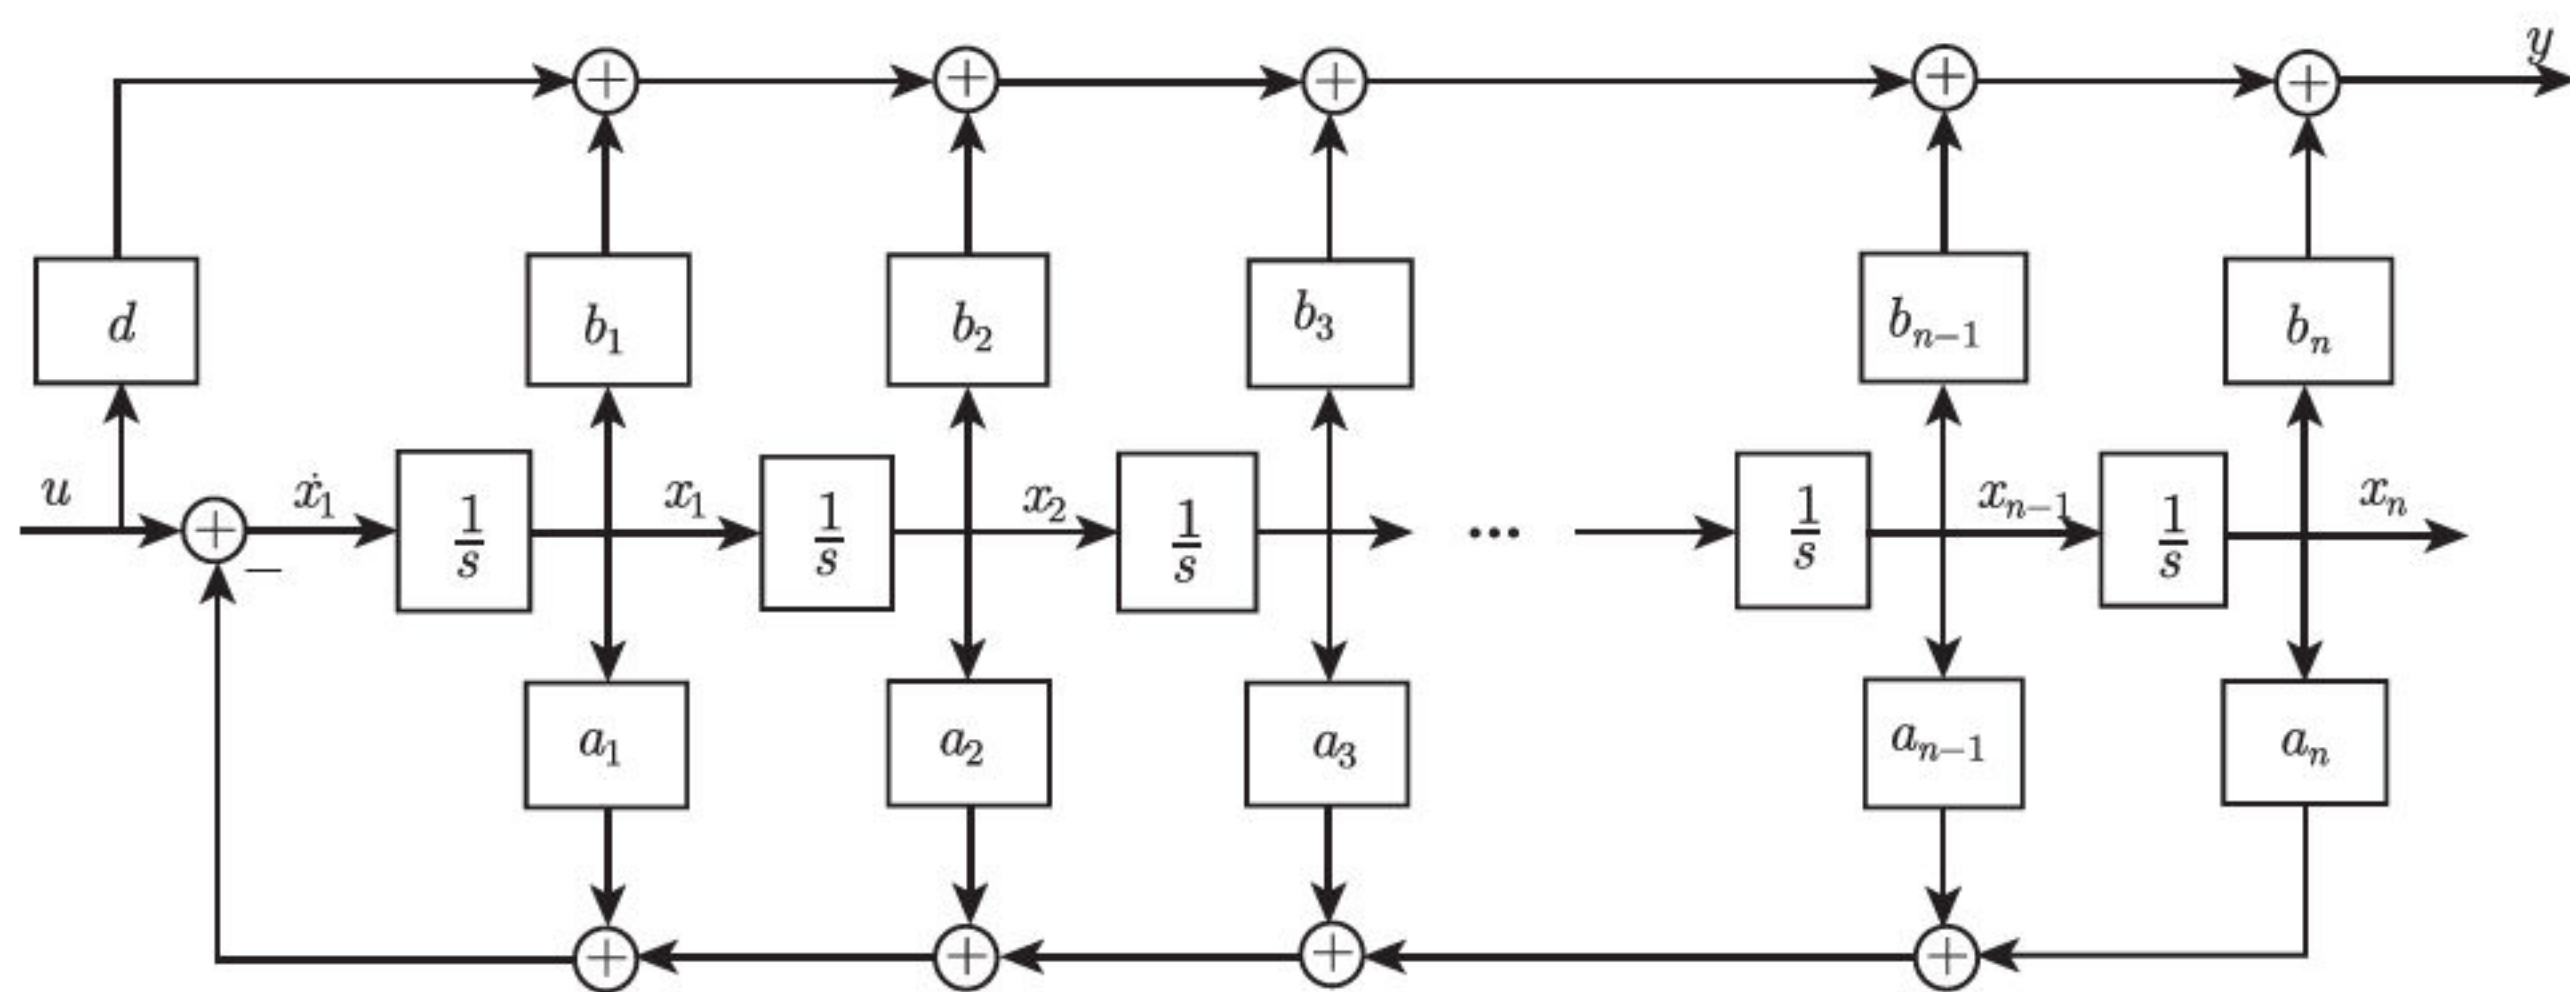 y
d b₁ b₂ b₃ bₙ₋₁ bₙ
u ẋ₁ 1/s x₁ 1/s x₂ 1/s ... 1/s xₙ₋₁ 1/s xₙ
−
a₁ a₂ a₃ aₙ₋₁ aₙ